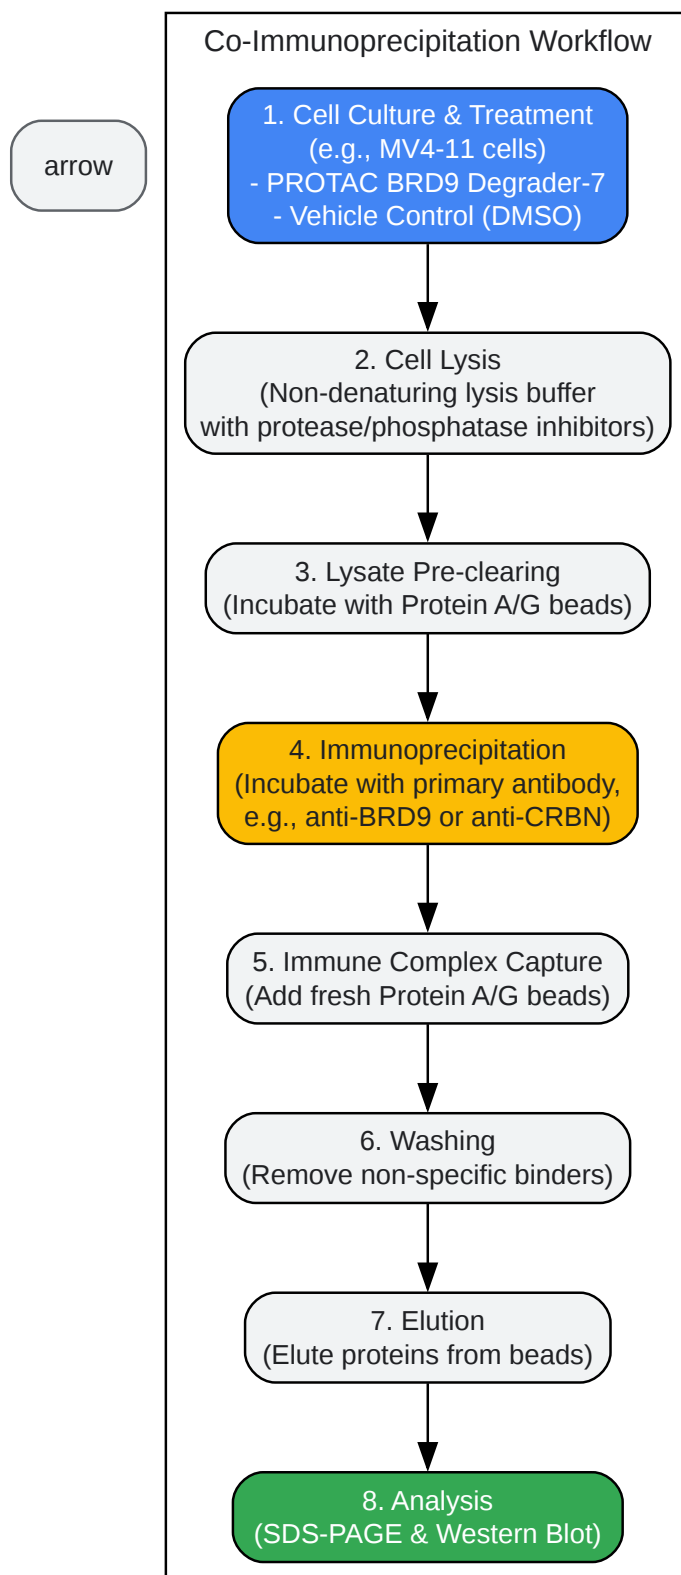 Co-Immunoprecipitation Workflow
arrow
1. Cell Culture & Treatment
(e.g., MV4-11 cells)
- PROTAC BRD9 Degrader-7
- Vehicle Control (DMSO)
2. Cell Lysis
(Non-denaturing lysis buffer
with protease/phosphatase inhibitors)
3. Lysate Pre-clearing
(Incubate with Protein A/G beads)
4. Immunoprecipitation
(Incubate with primary antibody,
e.g., anti-BRD9 or anti-CRBN)
5. Immune Complex Capture
(Add fresh Protein A/G beads)
6. Washing
(Remove non-specific binders)
7. Elution
(Elute proteins from beads)
8. Analysis
(SDS-PAGE & Western Blot)